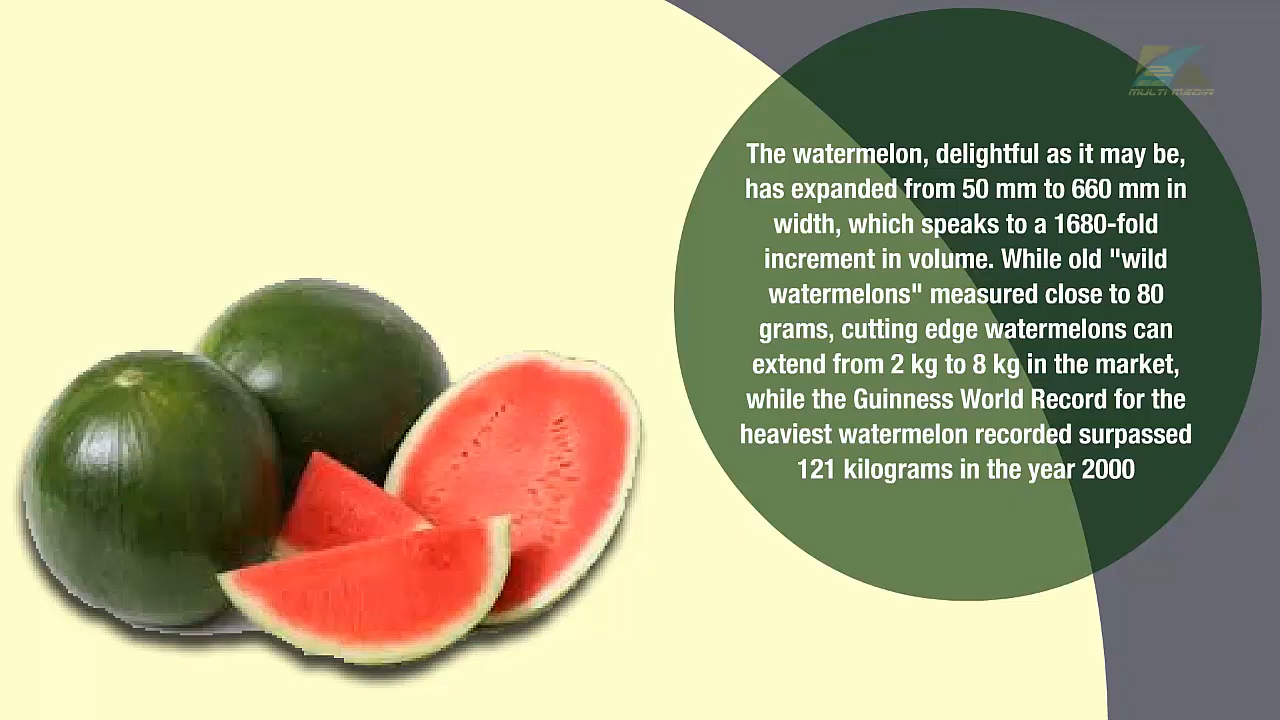 MULTI MEDIA
The watermelon, delightful as it may be,
has expanded from 50 mm to 660 mm in
width, which speaks to a 1680-fold
increment in volume. While old "wild
watermelons" measured close to 80
grams, cutting edge watermelons can
extend from 2 kg to 8 kg in the market,
while the Guinness World Record for the
heaviest watermelon recorded surpassed
121 kilograms in the year 2000